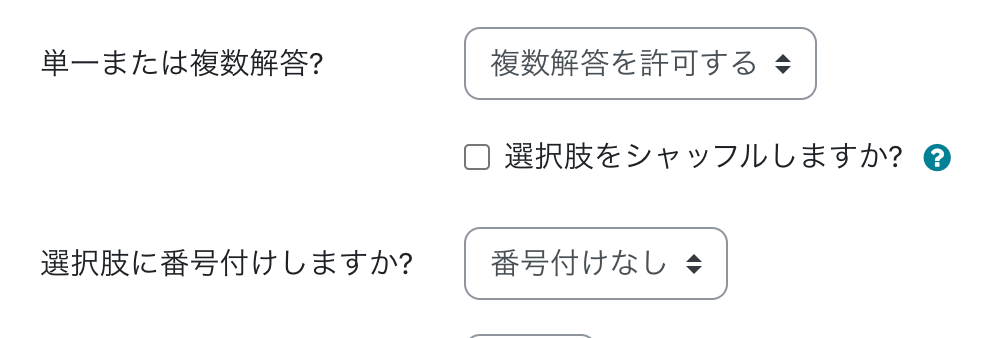 単一または複数解答? 複数解答を許可する
選択肢をシャッフルしますか? ?
選択肢に番号付けしますか? 番号付けなし